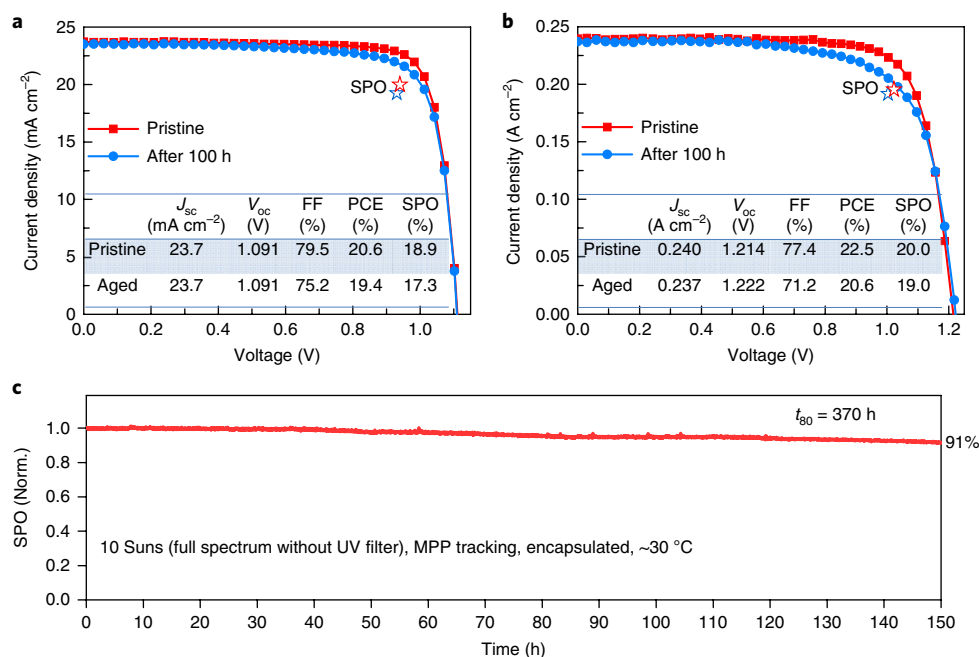 a
25
20
15
10
5
0
Current density (mA cm−2)
SPO
Pristine
After 100 h
Jsc (mA cm−2) Voc (V) FF (%) PCE (%) SPO (%)
Pristine 23.7 1.091 79.5 20.6 18.9
Aged 23.7 1.091 75.2 19.4 17.3
0.0 0.2 0.4 0.6 0.8 1.0
Voltage (V)
b
0.25
0.20
0.15
0.10
0.05
0.00
Current density (A cm−2)
SPO
Pristine
After 100 h
Jsc (A cm−2) Voc (V) FF (%) PCE (%) SPO (%)
Pristine 0.240 1.214 77.4 22.5 20.0
Aged 0.237 1.222 71.2 20.6 19.0
0.0 0.2 0.4 0.6 0.8 1.0 1.2
Voltage (V)
c
1.0
0.8
0.6
0.4
0.2
0.0
SPO (Norm.)
t80 = 370 h
91%
10 Suns (full spectrum without UV filter), MPP tracking, encapsulated, ~30 °C
0 10 20 30 40 50 60 70 80 90 100 110 120 130 140 150
Time (h)